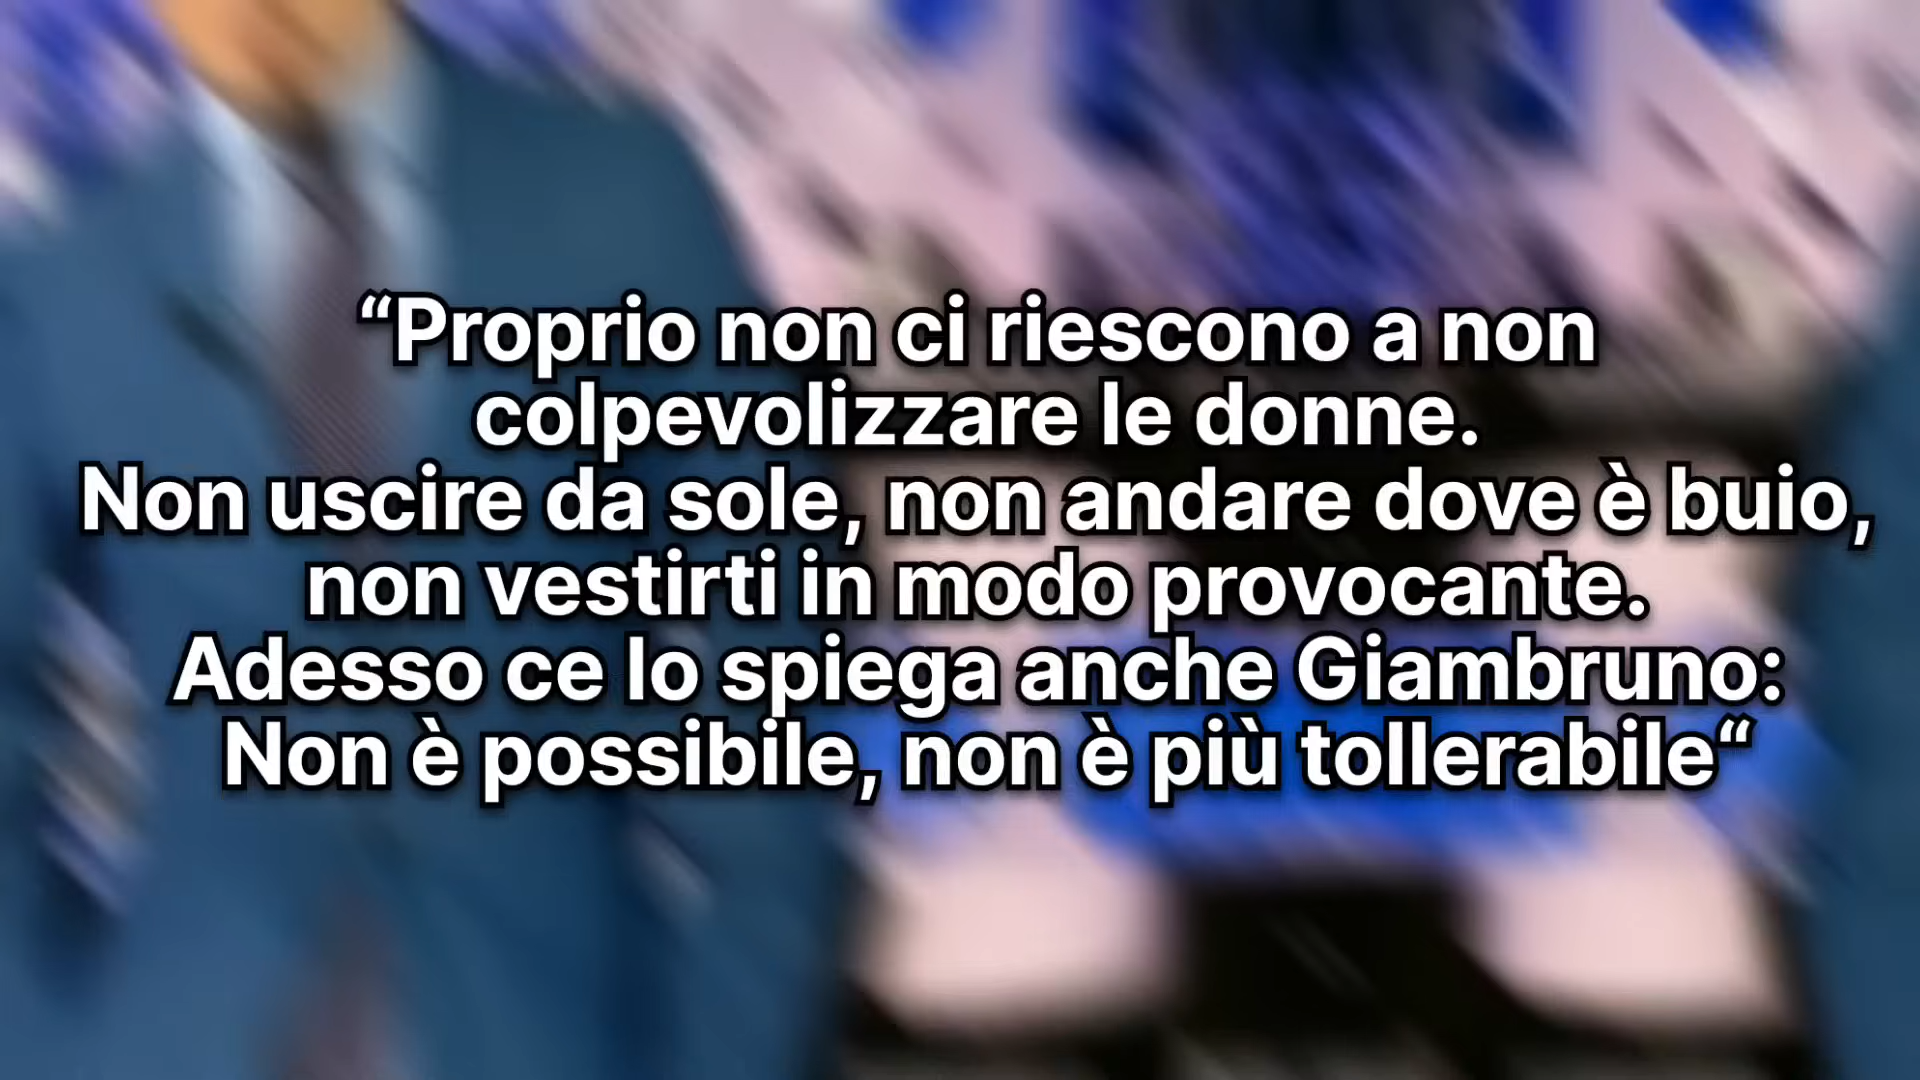 “Proprio non ci riescono a non
colpevolizzare le donne.
Non uscire da sole, non andare dove è buio,
non vestirti in modo provocante.
Adesso ce lo spiega anche Giambruno:
Non è possibile, non è più tollerabile“